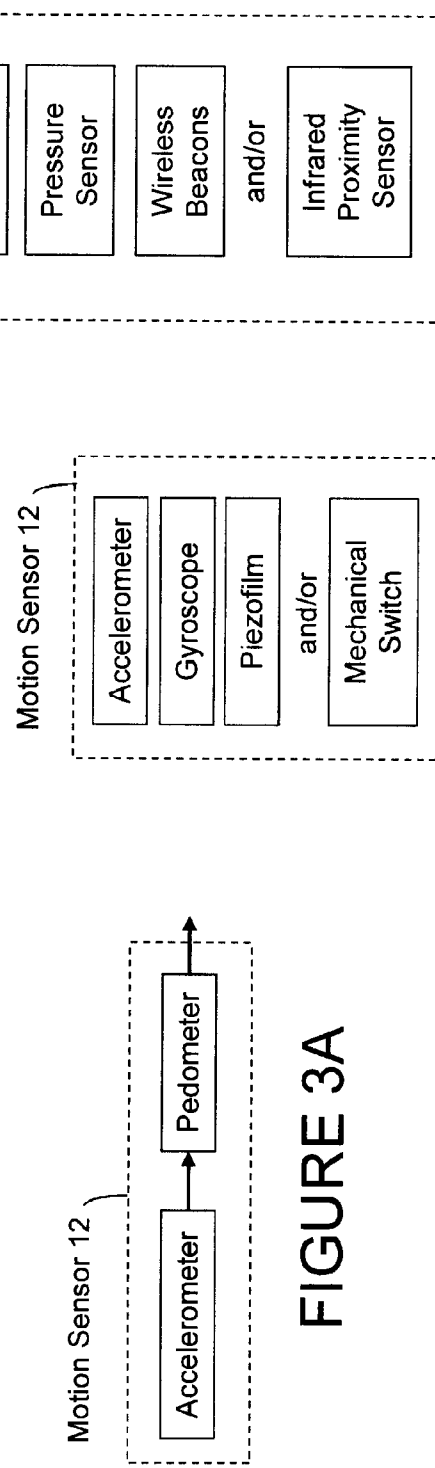 Motion Sensor 12
Accelerometer
Pedometer
FIGURE 3A
Motion Sensor 12
Accelerometer
Gyroscope
Piezofilm
and/or
Mechanical
Switch
Pressure
Sensor
Wireless
Beacons
and/or
Infrared
Proximity
Sensor